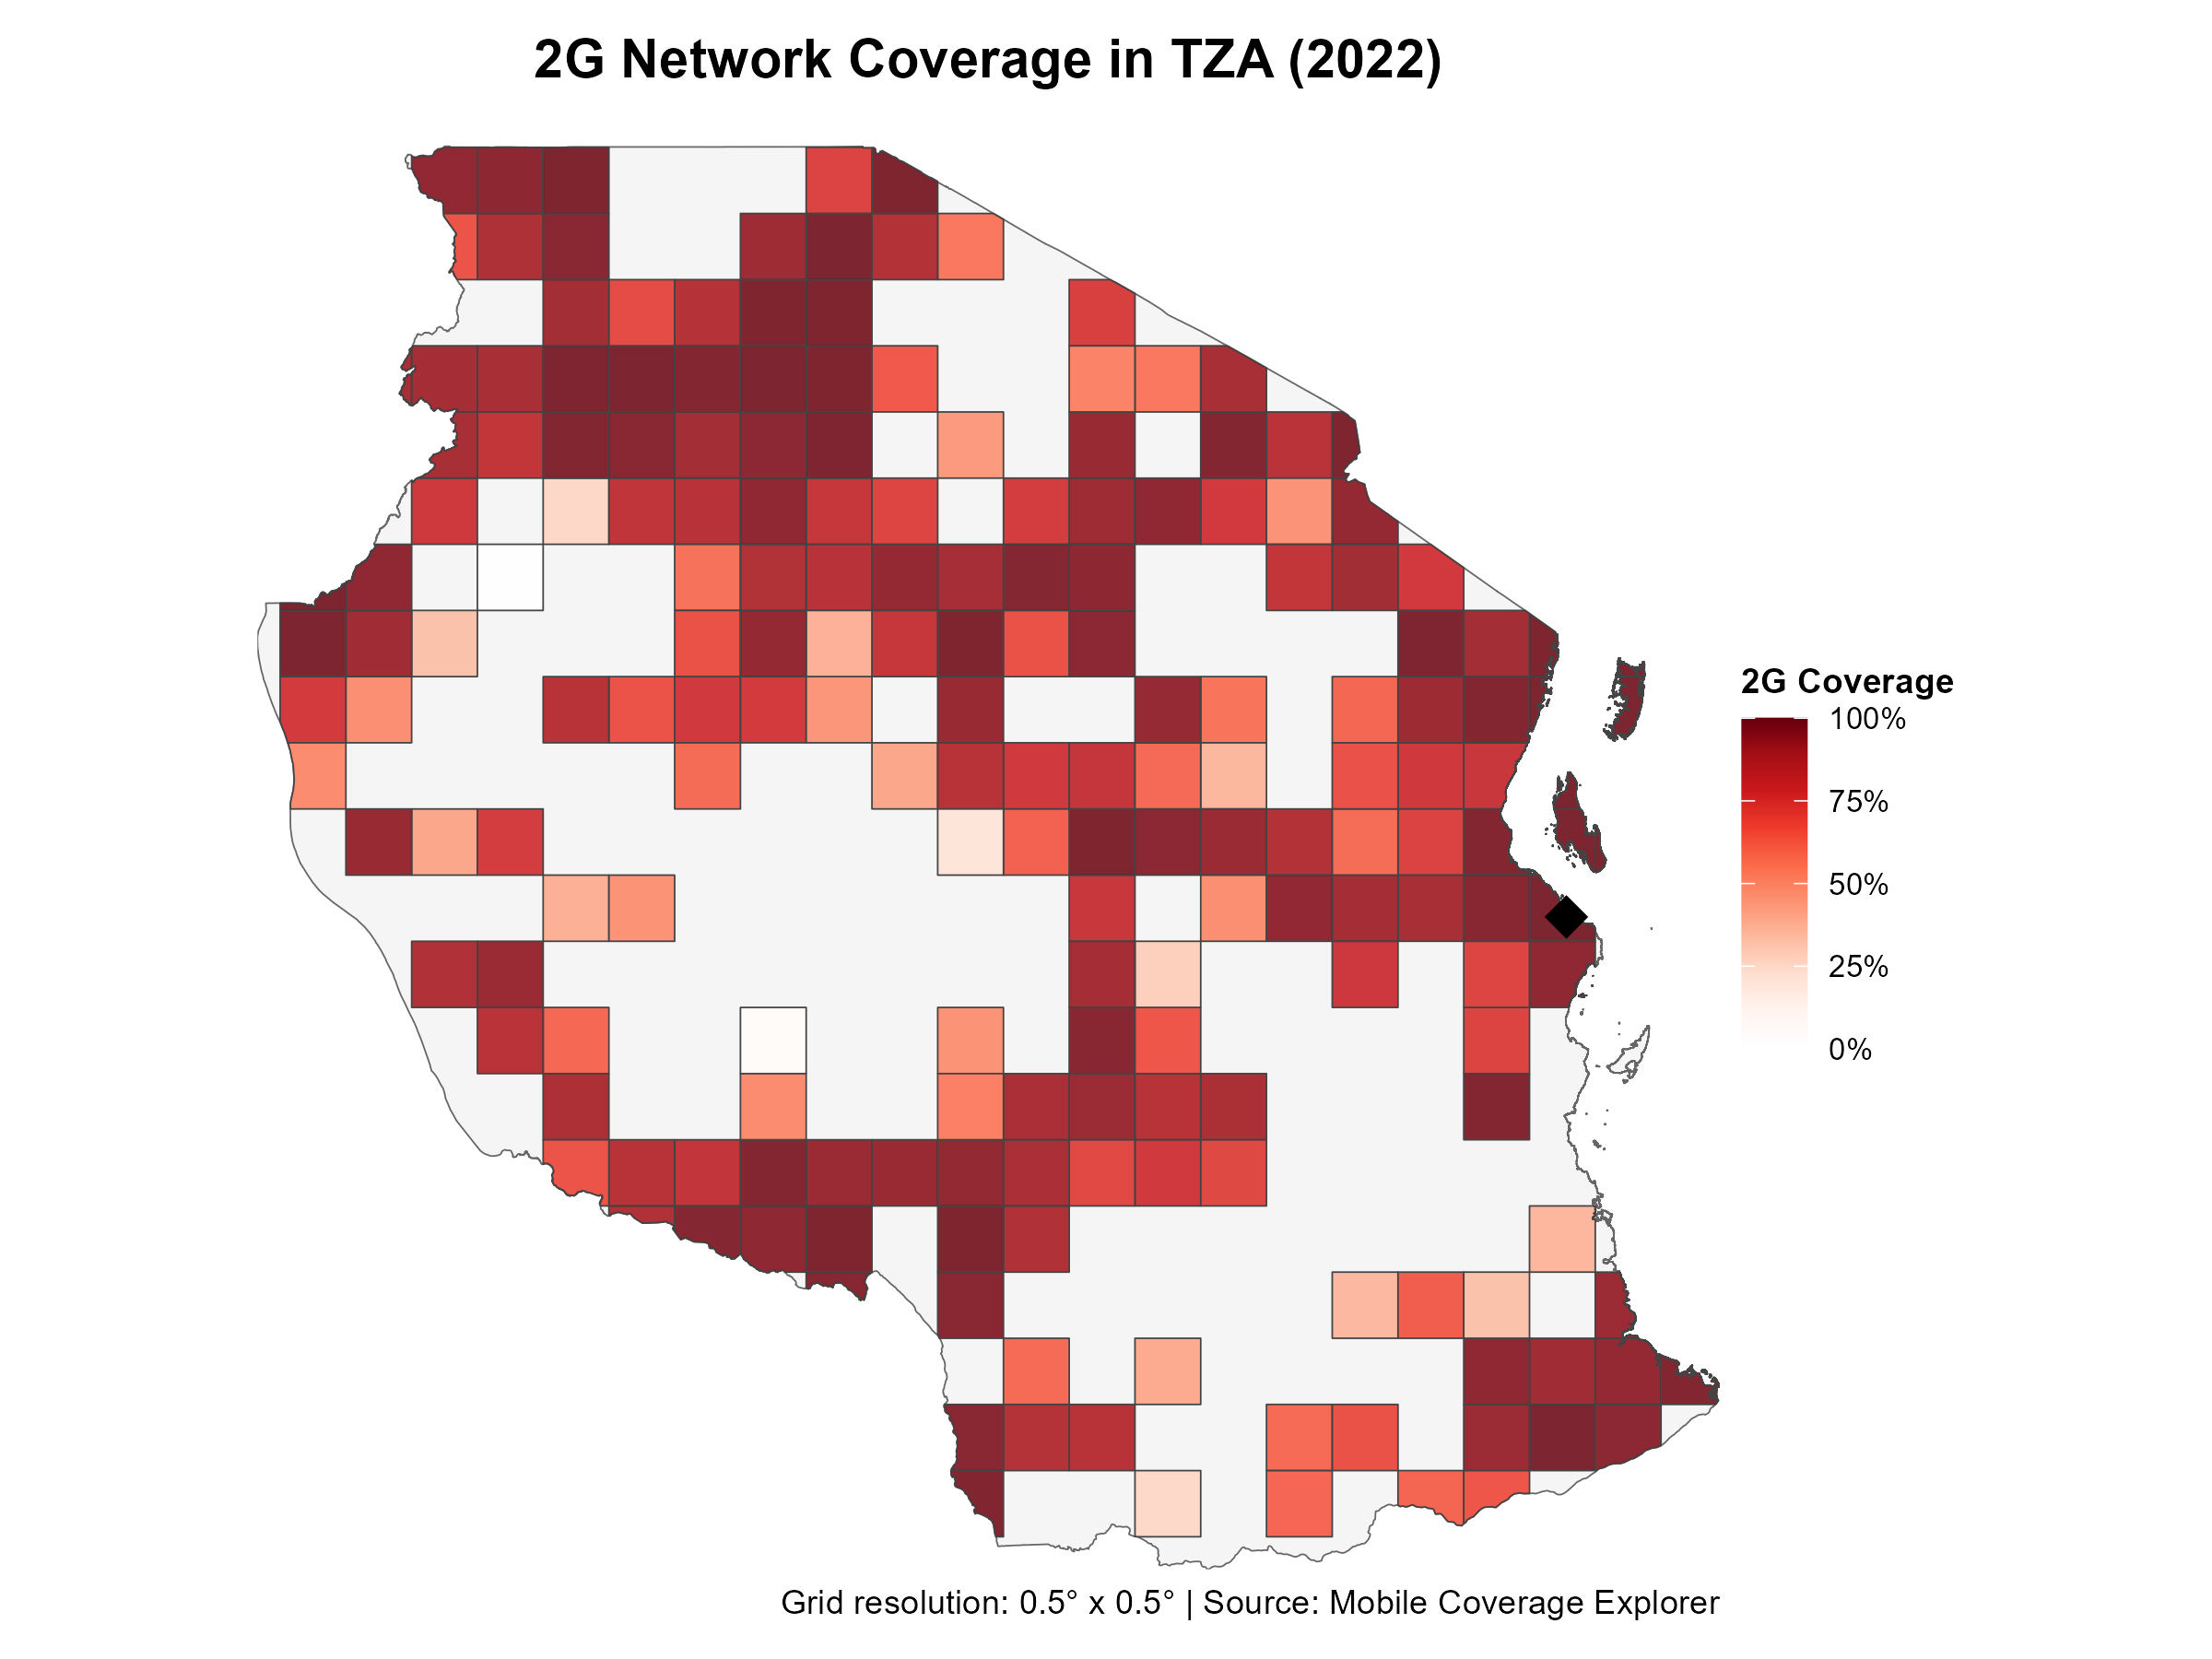 2G Network Coverage in TZA (2022)
2G Coverage
100%
75%
50%
25%
0%
Grid resolution: 0.5° x 0.5° | Source: Mobile Coverage Explorer